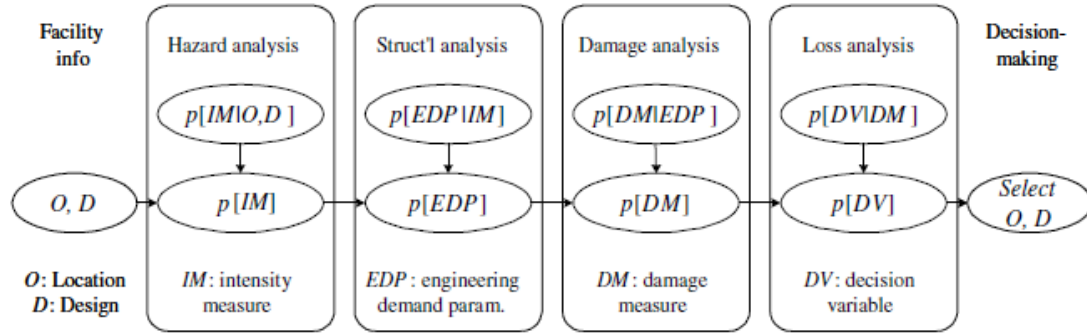 Facility
info
Hazard analysis
Struct'l analysis
Damage analysis
Loss analysis
Decision-
making
p[IM|O,D ]
p[EDP |IM]
p[DM|EDP ]
p[DV|DM ]
O, D
p[IM]
p[EDP]
p[DM]
p[DV]
Select
O, D
O: Location
D: Design
IM: intensity
measure
EDP: engineering
demand param.
DM: damage
measure
DV: decision
variable